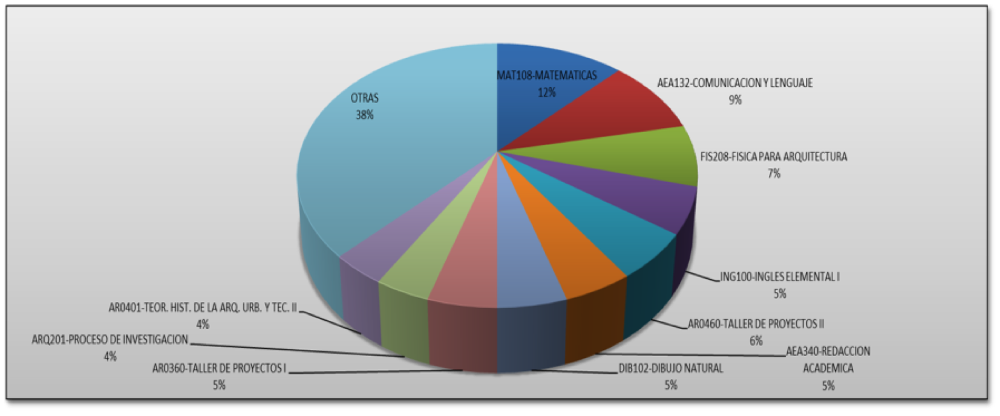 MAT108-MATEMATICAS
12%
AEA132-COMUNICACION Y LENGUAJE
9%
FIS208-FISICA PARA ARQUITECTURA
7%
ING100-INGLES ELEMENTAL I
5%
AR0460-TALLER DE PROYECTOS II
6%
AEA340-REDACCION
ACADEMICA
5%
DIB102-DIBUJO NATURAL
5%
AR0360-TALLER DE PROYECTOS I
5%
ARQ201-PROCESO DE INVESTIGACION
4%
AR0401-TEOR. HIST. DE LA ARQ. URB. Y TEC. II
4%
OTRAS
38%